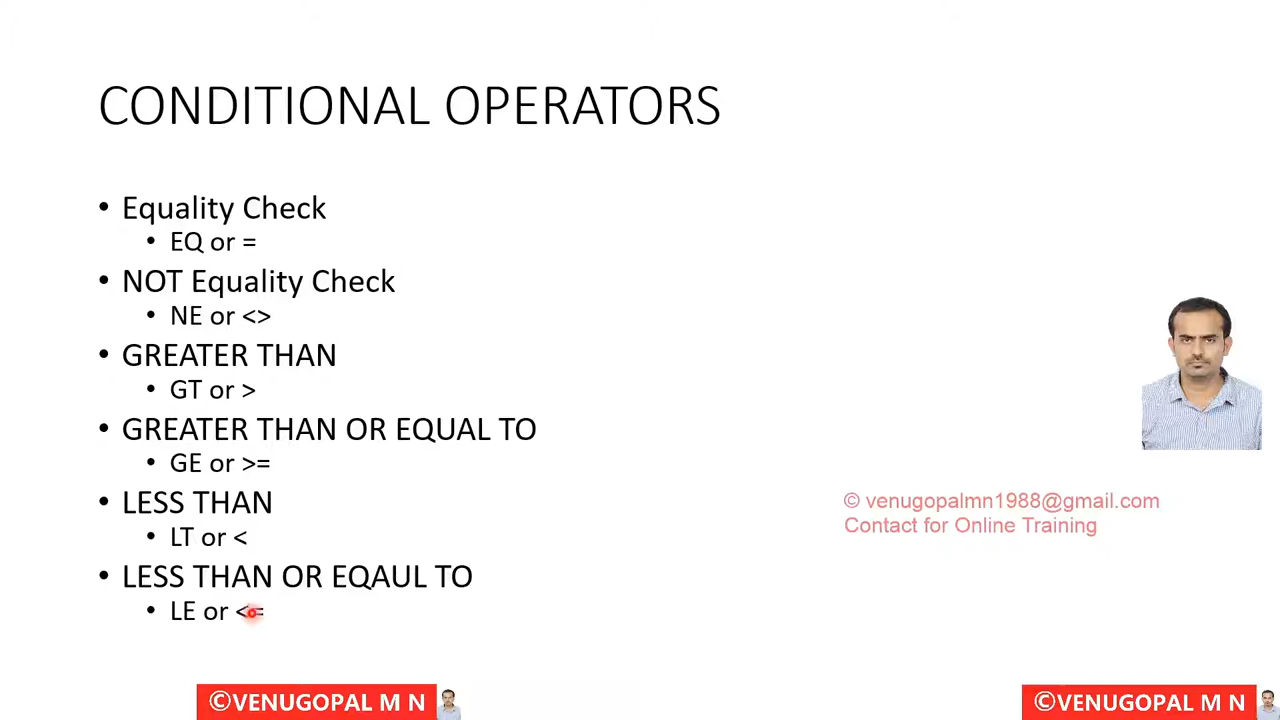 CONDITIONAL OPERATORS
• Equality Check
• EQ or =
• NOT Equality Check
• NE or <>
• GREATER THAN
• GT or >
• GREATER THAN OR EQUAL TO
• GE or >=
• LESS THAN
• LT or <
• LESS THAN OR EQAUL TO
• LE or <=
© venugopalmn1988@gmail.com
Contact for Online Training
©VENUGOPAL M N
©VENUGOPAL M N